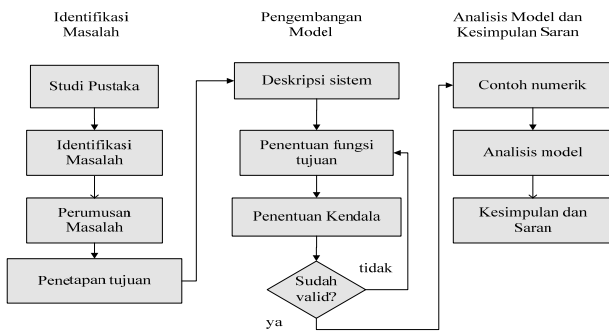 Identifikasi
Masalah
Studi Pustaka
Identifikasi
Masalah
Perumusan
Masalah
Penetapan tujuan
Pengembangan
Model
Deskripsi sistem
Penentuan fungsi
tujuan
Penentuan Kendala
Sudah
valid?
tidak
ya
Analisis Model dan
Kesimpulan Saran
Contoh numerik
Analisis model
Kesimpulan dan
Saran